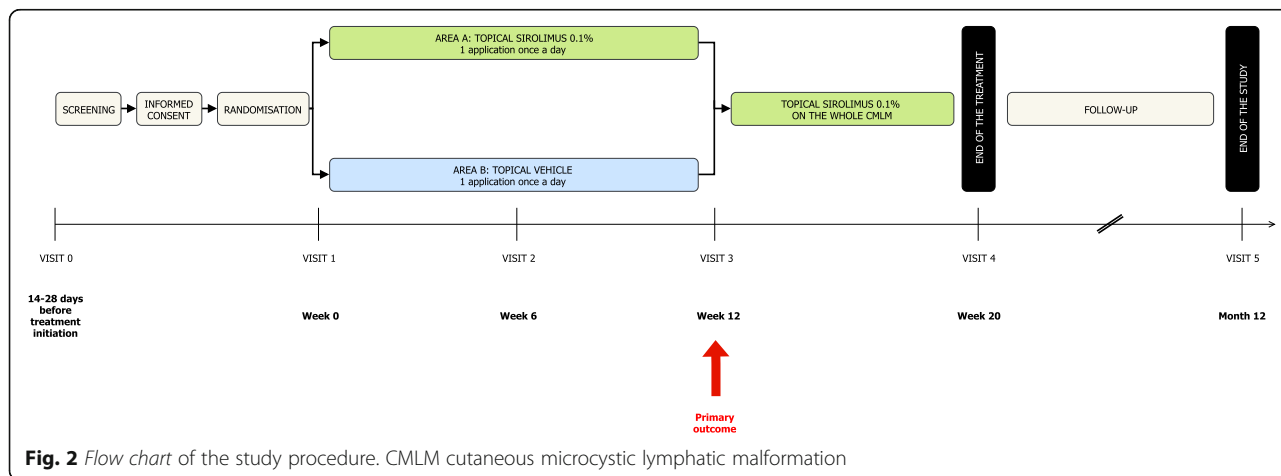 AREA A: TOPICAL SIROLIMUS 0.1%
1 application once a day
SCREENING
INFORMED
CONSENT
RANDOMISATION
TOPICAL SIROLIMUS 0.1%
ON THE WHOLE CMLM
END OF THE TREATMENT
FOLLOW-UP
END OF THE STUDY
AREA B: TOPICAL VEHICLE
1 application once a day
VISIT 0
VISIT 1
VISIT 2
VISIT 3
VISIT 4
VISIT 5
14-28 days
before
treatment
initiation
Week 0
Week 6
Week 12
Week 20
Month 12
Primary
outcome
Fig. 2 Flow chart of the study procedure. CMLM cutaneous microcystic lymphatic malformation